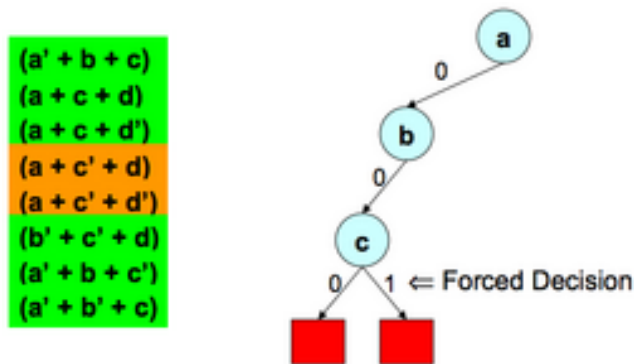 (a’ + b + c)
(a + c + d)
(a + c + d’)
(a + c’ + d)
(a + c’ + d’)
(b’ + c’ + d)
(a’ + b + c’)
(a’ + b’ + c)
a
0
b
0
c
0 1 ⇐ Forced Decision